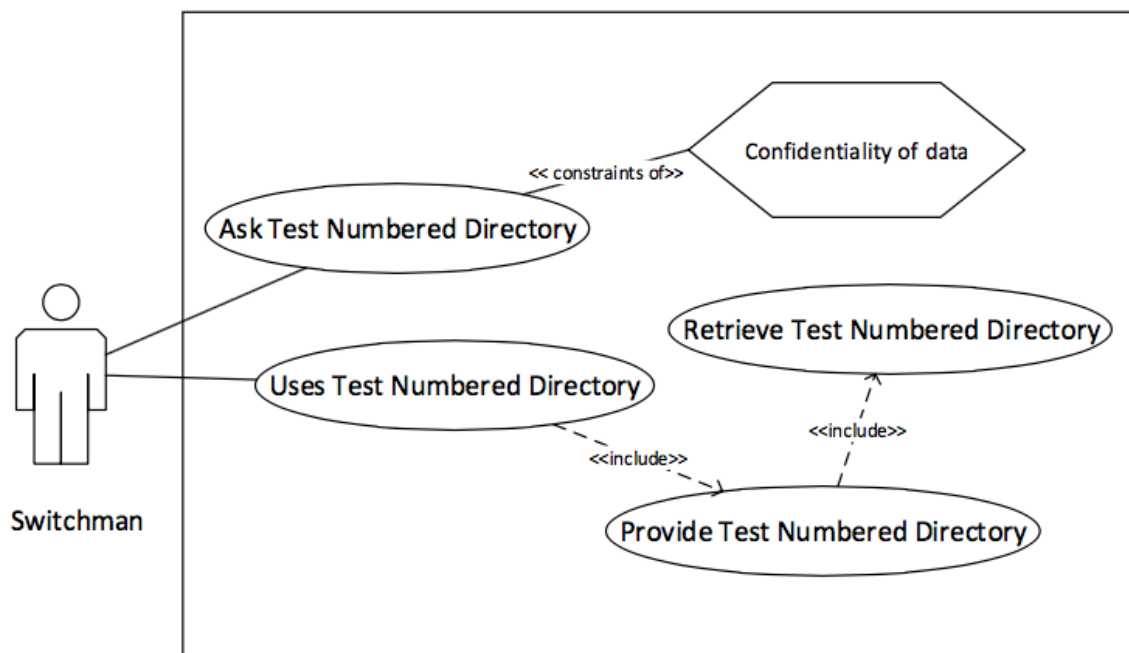 Confidentiality of data
<< constraints of>>
Ask Test Numbered Directory
Retrieve Test Numbered Directory
Uses Test Numbered Directory
<<include>>
<<include>>
Switchman
Provide Test Numbered Directory